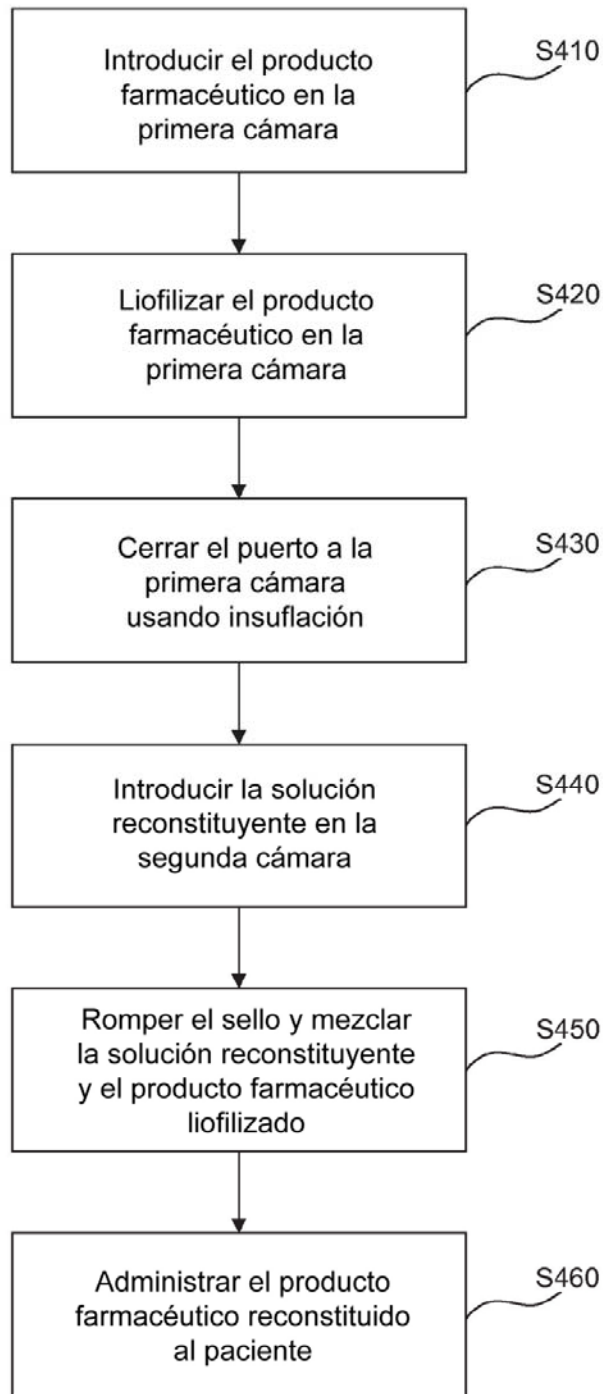 Introducir el producto
farmacéutico en la
primera cámara
S410
Liofilizar el producto
farmacéutico en la
primera cámara
S420
Cerrar el puerto a la
primera cámara
usando insuflación
S430
Introducir la solución
reconstituyente en la
segunda cámara
S440
Romper el sello y mezclar
la solución reconstituyente
y el producto farmacéutico
liofilizado
S450
Administrar el producto
farmacéutico reconstituido
al paciente
S460